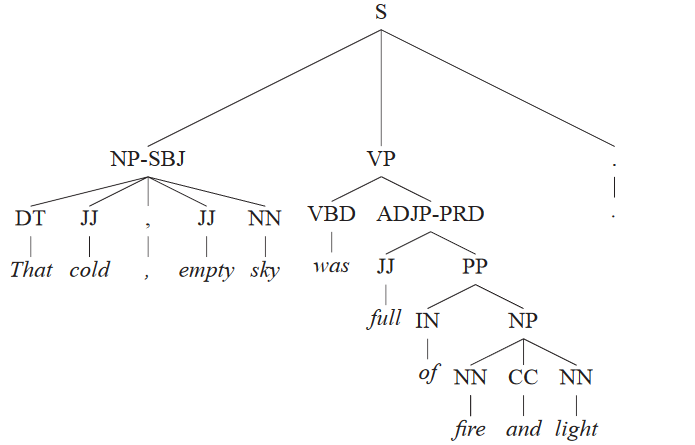 S
NP-SBJ VP .
DT JJ , JJ NN VBD ADJP-PRD .
That cold , empty sky was JJ PP
full IN NP
of NN CC NN
fire and light